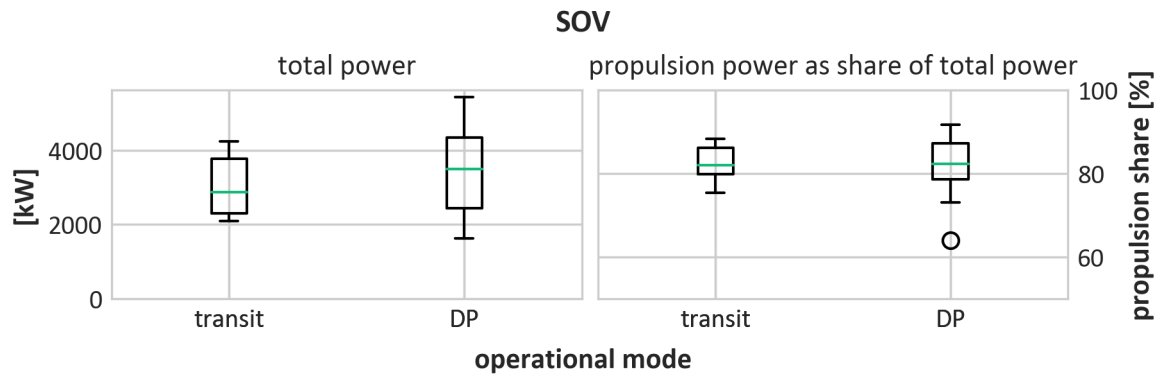 SOV
total power
propulsion power as share of total power
[kW]
4000
2000
0
transit
DP
transit
DP
100
80
60
propulsion share [%]
operational mode